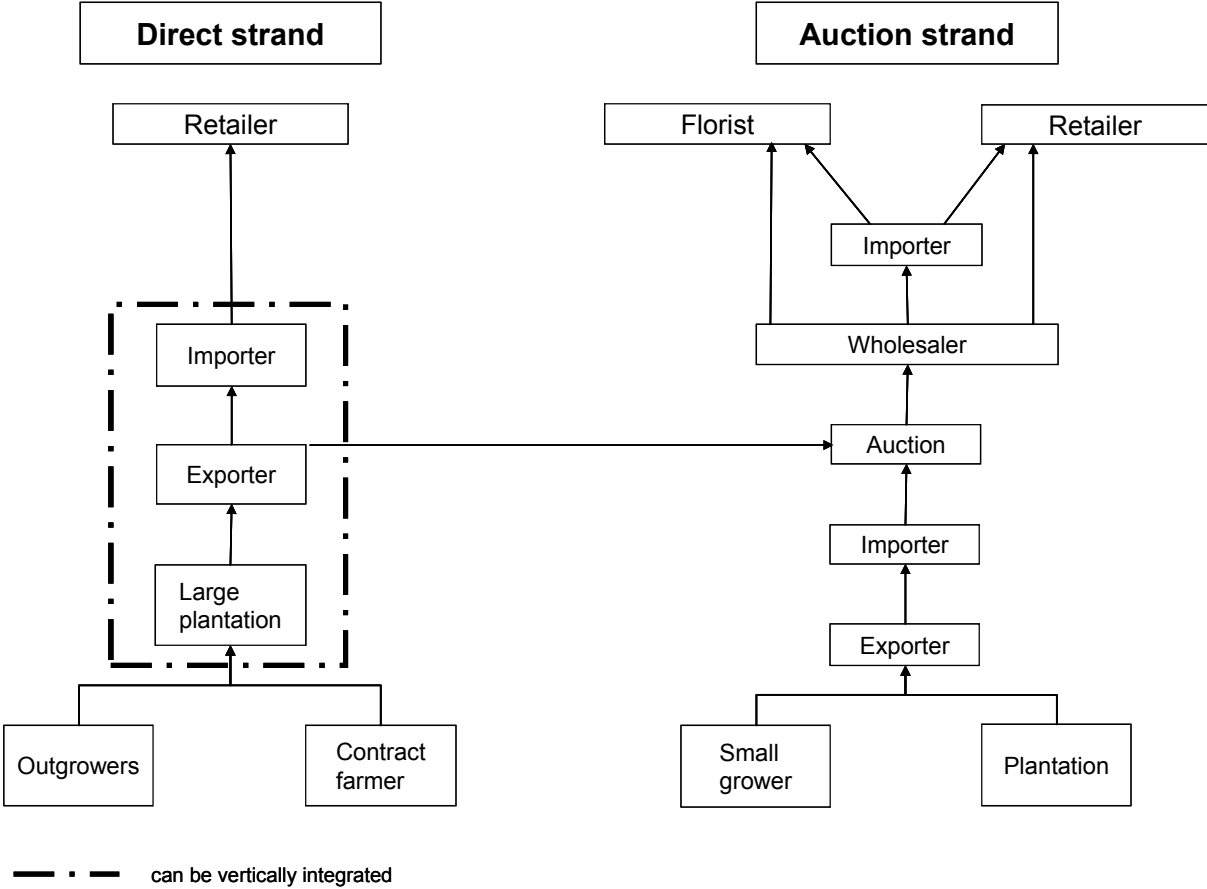 Direct strand
Auction strand
Retailer
Florist
Retailer
Importer
Importer
Wholesaler
Exporter
Auction
Importer
Large
plantation
Exporter
Outgrowers
Contract
farmer
Small
grower
Plantation
can be vertically integrated